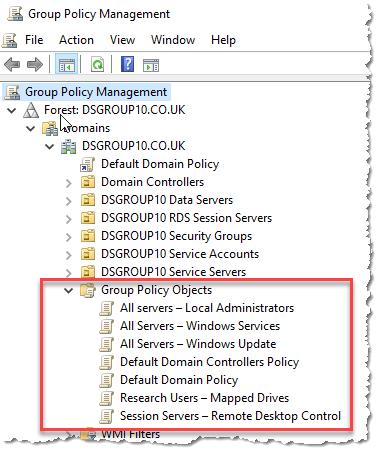 Group Policy Management
File Action View Window Help
Group Policy Management
Forest: DSGROUP10.CO.UK
Domains
DSGROUP10.CO.UK
Default Domain Policy
Domain Controllers
DSGROUP10 Data Servers
DSGROUP10 RDS Session Servers
DSGROUP10 Security Groups
DSGROUP10 Service Accounts
DSGROUP10 Service Servers
Group Policy Objects
All servers – Local Administrators
All Servers – Windows Services
All Servers – Windows Update
Default Domain Controllers Policy
Default Domain Policy
Research Users – Mapped Drives
Session Servers – Remote Desktop Control
WMI Filters